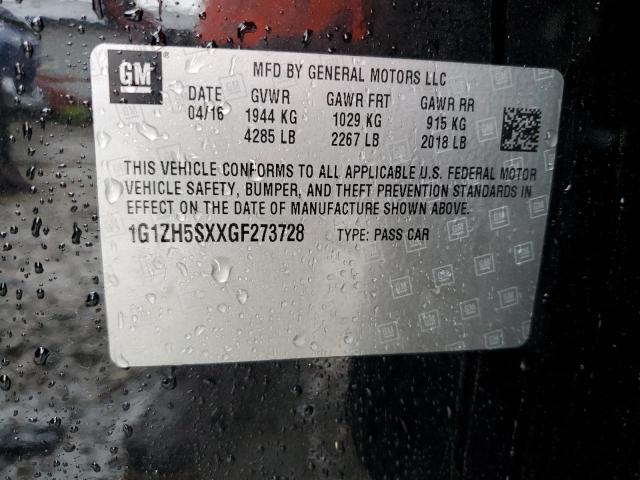 GM ®
MFD BY GENERAL MOTORS LLC
DATE GVWR GAWR FRT GAWR RR
04/16 1944 KG 1029 KG 915 KG
4285 LB 2267 LB 2018 LB
THIS VEHICLE CONFORMS TO ALL APPLICABLE U.S. FEDERAL MOTOR
VEHICLE SAFETY, BUMPER, AND THEFT PREVENTION STANDARDS IN
EFFECT ON THE DATE OF MANUFACTURE SHOWN ABOVE.
1G1ZH5SXXGF273728 TYPE: PASS CAR